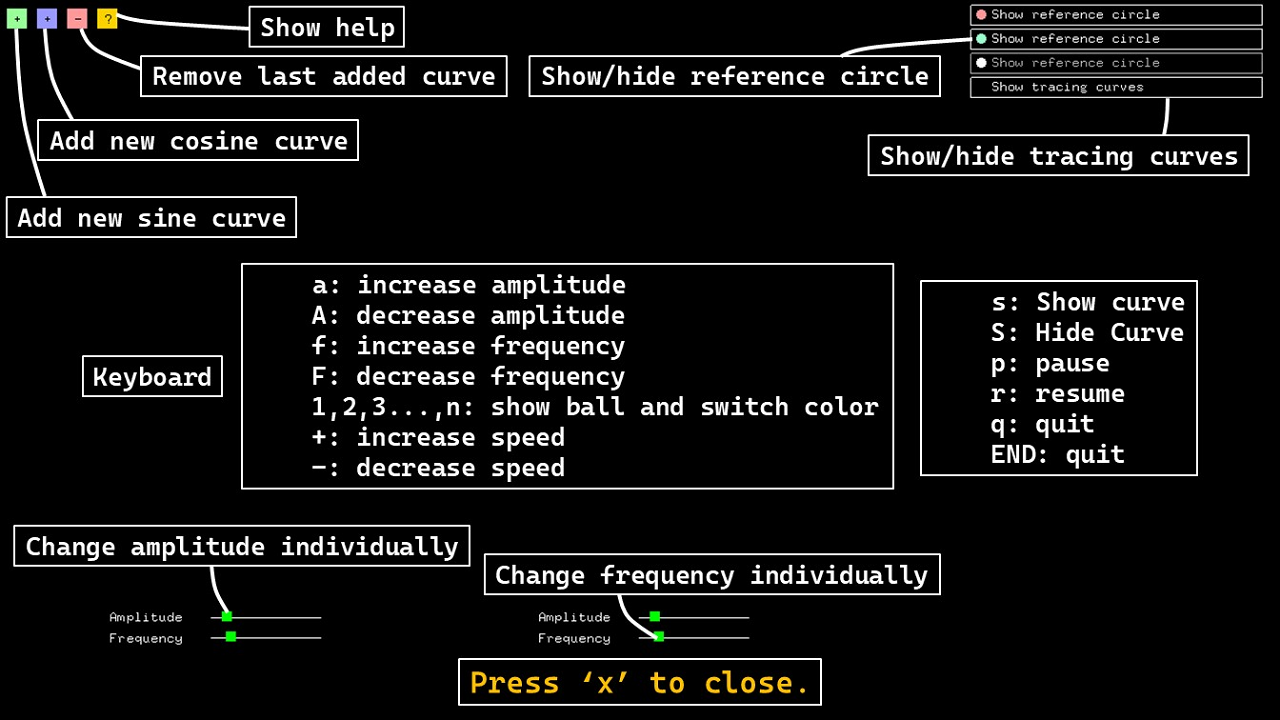 + + - ?
Show help
Remove last added curve
Add new cosine curve
Add new sine curve
Show reference circle
Show reference circle
Show reference circle
Show tracing curves
Show/hide reference circle
Show/hide tracing curves
Keyboard
a: increase amplitude
A: decrease amplitude
f: increase frequency
F: decrease frequency
1,2,3...,n: show ball and switch color
+: increase speed
−: decrease speed
s: Show curve
S: Hide Curve
p: pause
r: resume
q: quit
END: quit
Change amplitude individually
Amplitude
Frequency
Change frequency individually
Amplitude
Frequency
Press ‘x’ to close.